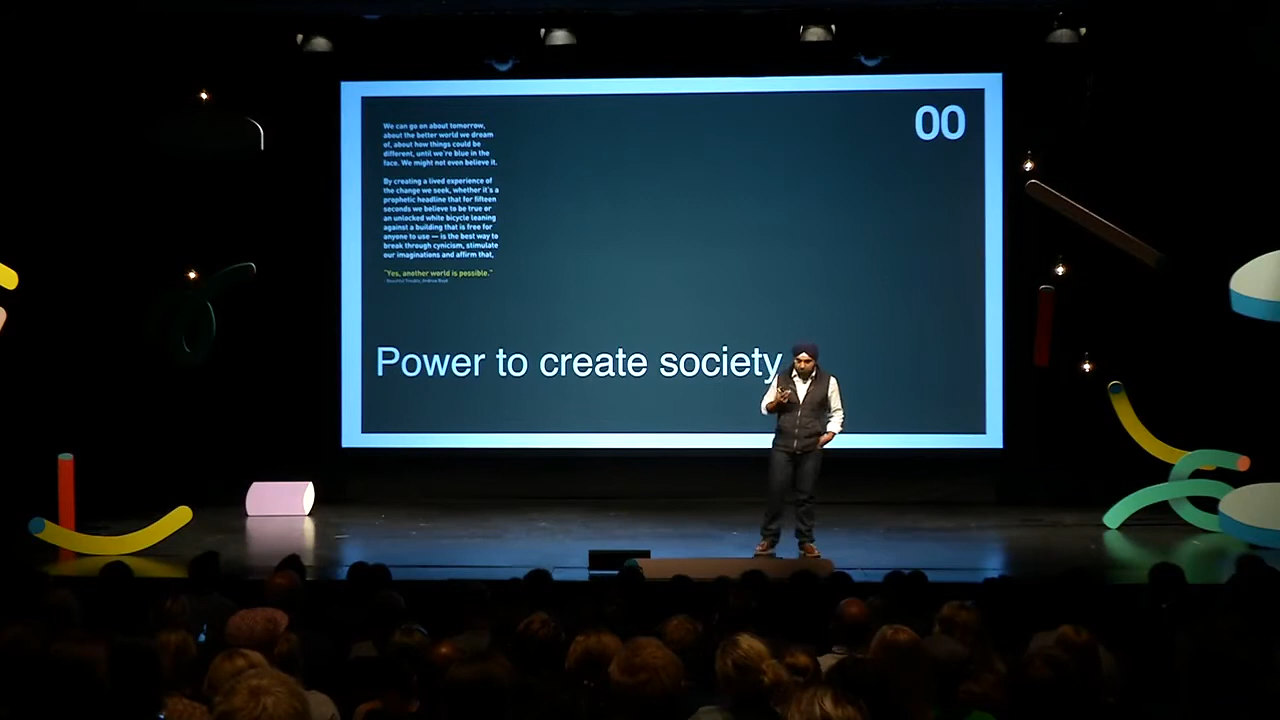 We can go on about tomorrow,
about the better world we dream
of, about how things could be
different, until we're blue in the
face. We might not even believe it.
By creating a lived experience of
the change we seek, whether it's a
prophetic headline that for fifteen
seconds we believe to be true or
an unlocked white bicycle leaning
against a building that is free for
anyone to use — is the best way to
break through cynicism, stimulate
our imaginations and affirm that,
"Yes, another world is possible."
Beautiful Trouble, Andrew Boyd
00
Power to create society